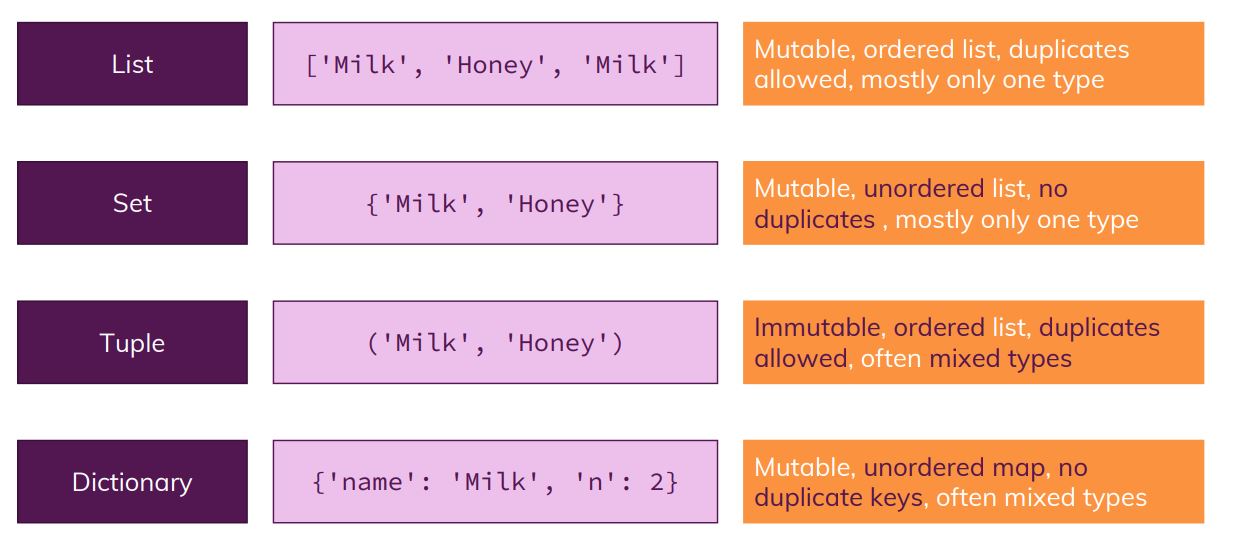 List
['Milk', 'Honey', 'Milk']
Mutable, ordered list, duplicates
allowed, mostly only one type
Set
{'Milk', 'Honey'}
Mutable, unordered list, no
duplicates , mostly only one type
Tuple
('Milk', 'Honey')
Immutable, ordered list, duplicates
allowed, often mixed types
Dictionary
{'name': 'Milk', 'n': 2}
Mutable, unordered map, no
duplicate keys, often mixed types